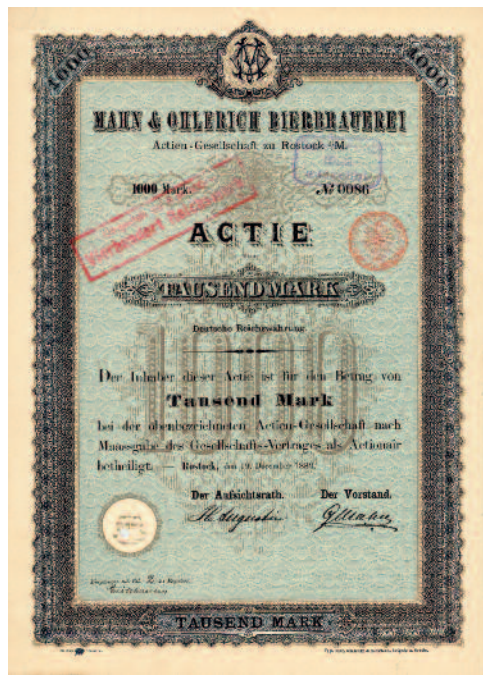 1000
1000
MAHN & OHLERICH BIERBRAUEREI
Actien-Gesellschaft zu Rostock i/M.
1000 Mark. № 0086
ACTIE
TAUSEND MARK
Deutsche Reichswährung.
1000
Der Inhaber dieser Actie ist für den Betrag von
Tausend Mark
bei der obenbezeichneten Actien-Gesellschaft nach
Maassgabe des Gesellschafts-Vertrages als Actionair
betheiligt. — Rostock, den 19. December 1889.
Der Aufsichtsrath. Der Vorstand.
TAUSEND MARK